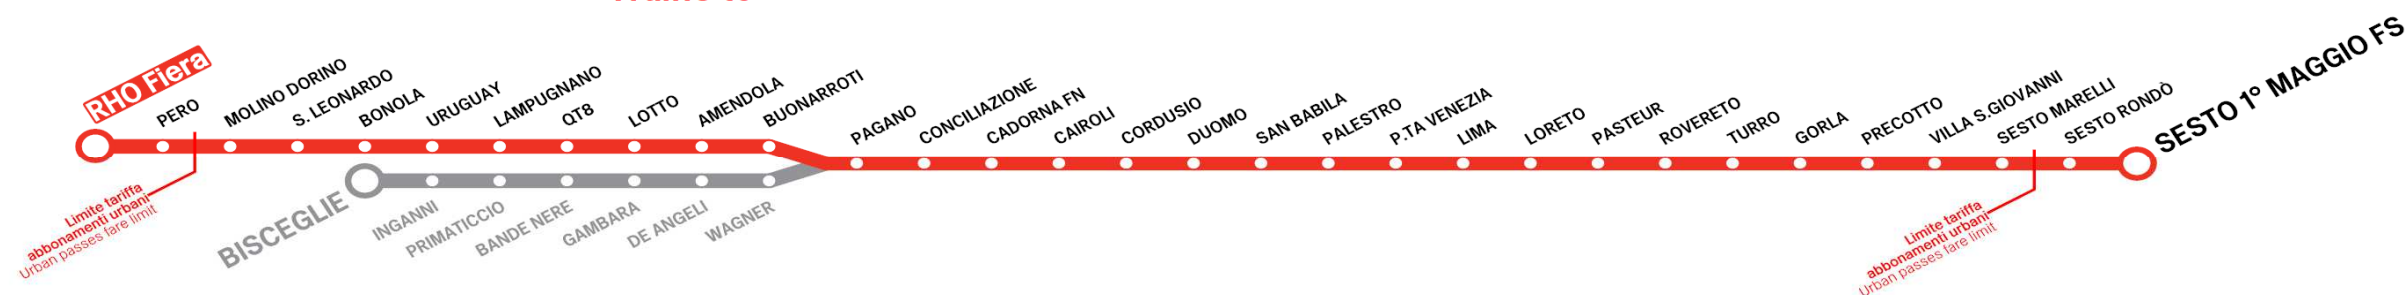 RHO Fiera
PERO
MOLINO DORINO
S. LEONARDO
BONOLA
URUGUAY
LAMPUGNANO
QT8
LOTTO
AMENDOLA
BUONARROTI
PAGANO
CONCILIAZIONE
CADORNA FN
CAIROLI
CORDUSIO
DUOMO
SAN BABILA
PALESTRO
P.TA VENEZIA
LIMA
LORETO
PASTEUR
ROVERETO
TURRO
GORLA
PRECOTTO
VILLA S.GIOVANNI
SESTO MARELLI
SESTO RONDÒ
SESTO 1° MAGGIO FS
Limite tariffa
abbonamenti urbani
Urban passes fare limit
BISCEGLIE
INGANNI
PRIMATICCIO
BANDE NERE
GAMBARA
DE ANGELI
WAGNER
Limite tariffa
abbonamenti urbani
Urban passes fare limit